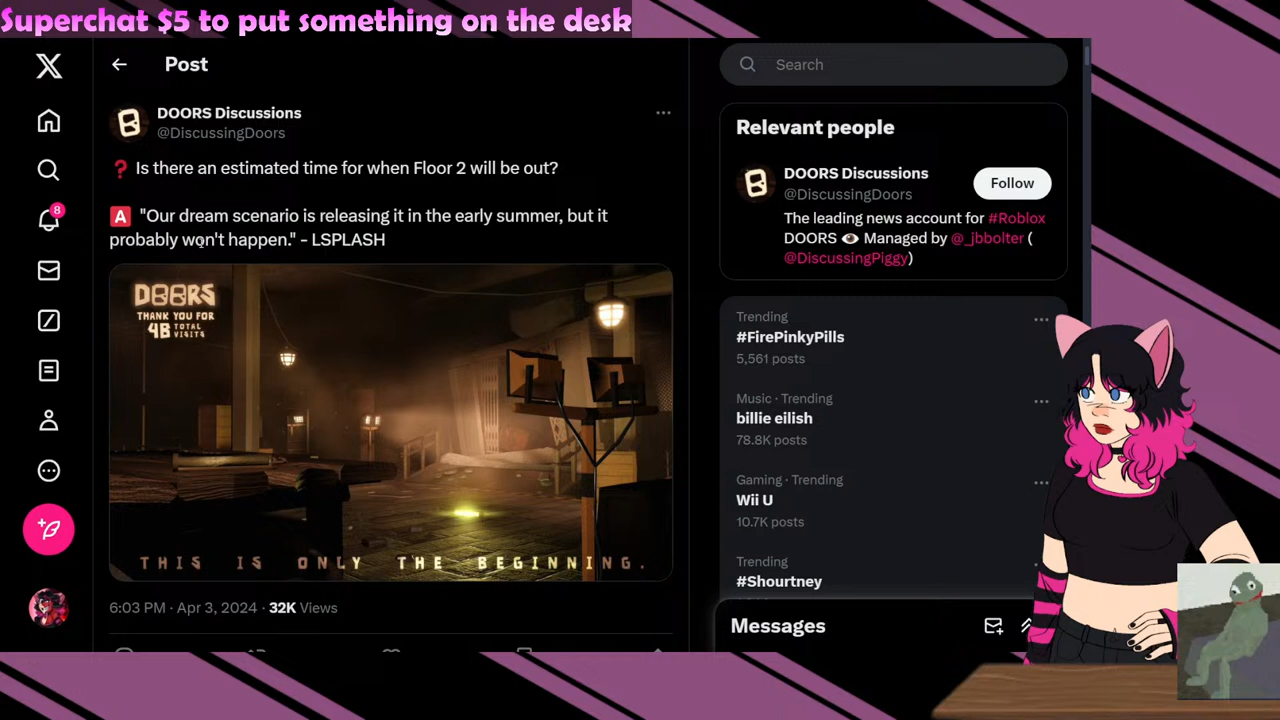 Superchat $5 to put something on the desk
Post
DOORS Discussions
@DiscussingDoors
❓ Is there an estimated time for when Floor 2 will be out?
🅰 "Our dream scenario is releasing it in the early summer, but it
probably won't happen." - LSPLASH
DOORS
THANK YOU FOR
4B TOTAL
VISITS
THIS IS ONLY THE BEGINNING.
6:03 PM · Apr 3, 2024 · 32K Views
8
Search
Relevant people
DOORS Discussions
@DiscussingDoors
Follow
The leading news account for #Roblox
DOORS 👁 Managed by @_jbbolter (
@DiscussingPiggy)
Trending
#FirePinkyPills
5,561 posts
Music · Trending
billie eilish
78.8K posts
Gaming · Trending
Wii U
10.7K posts
Trending
#Shourtney
Messages